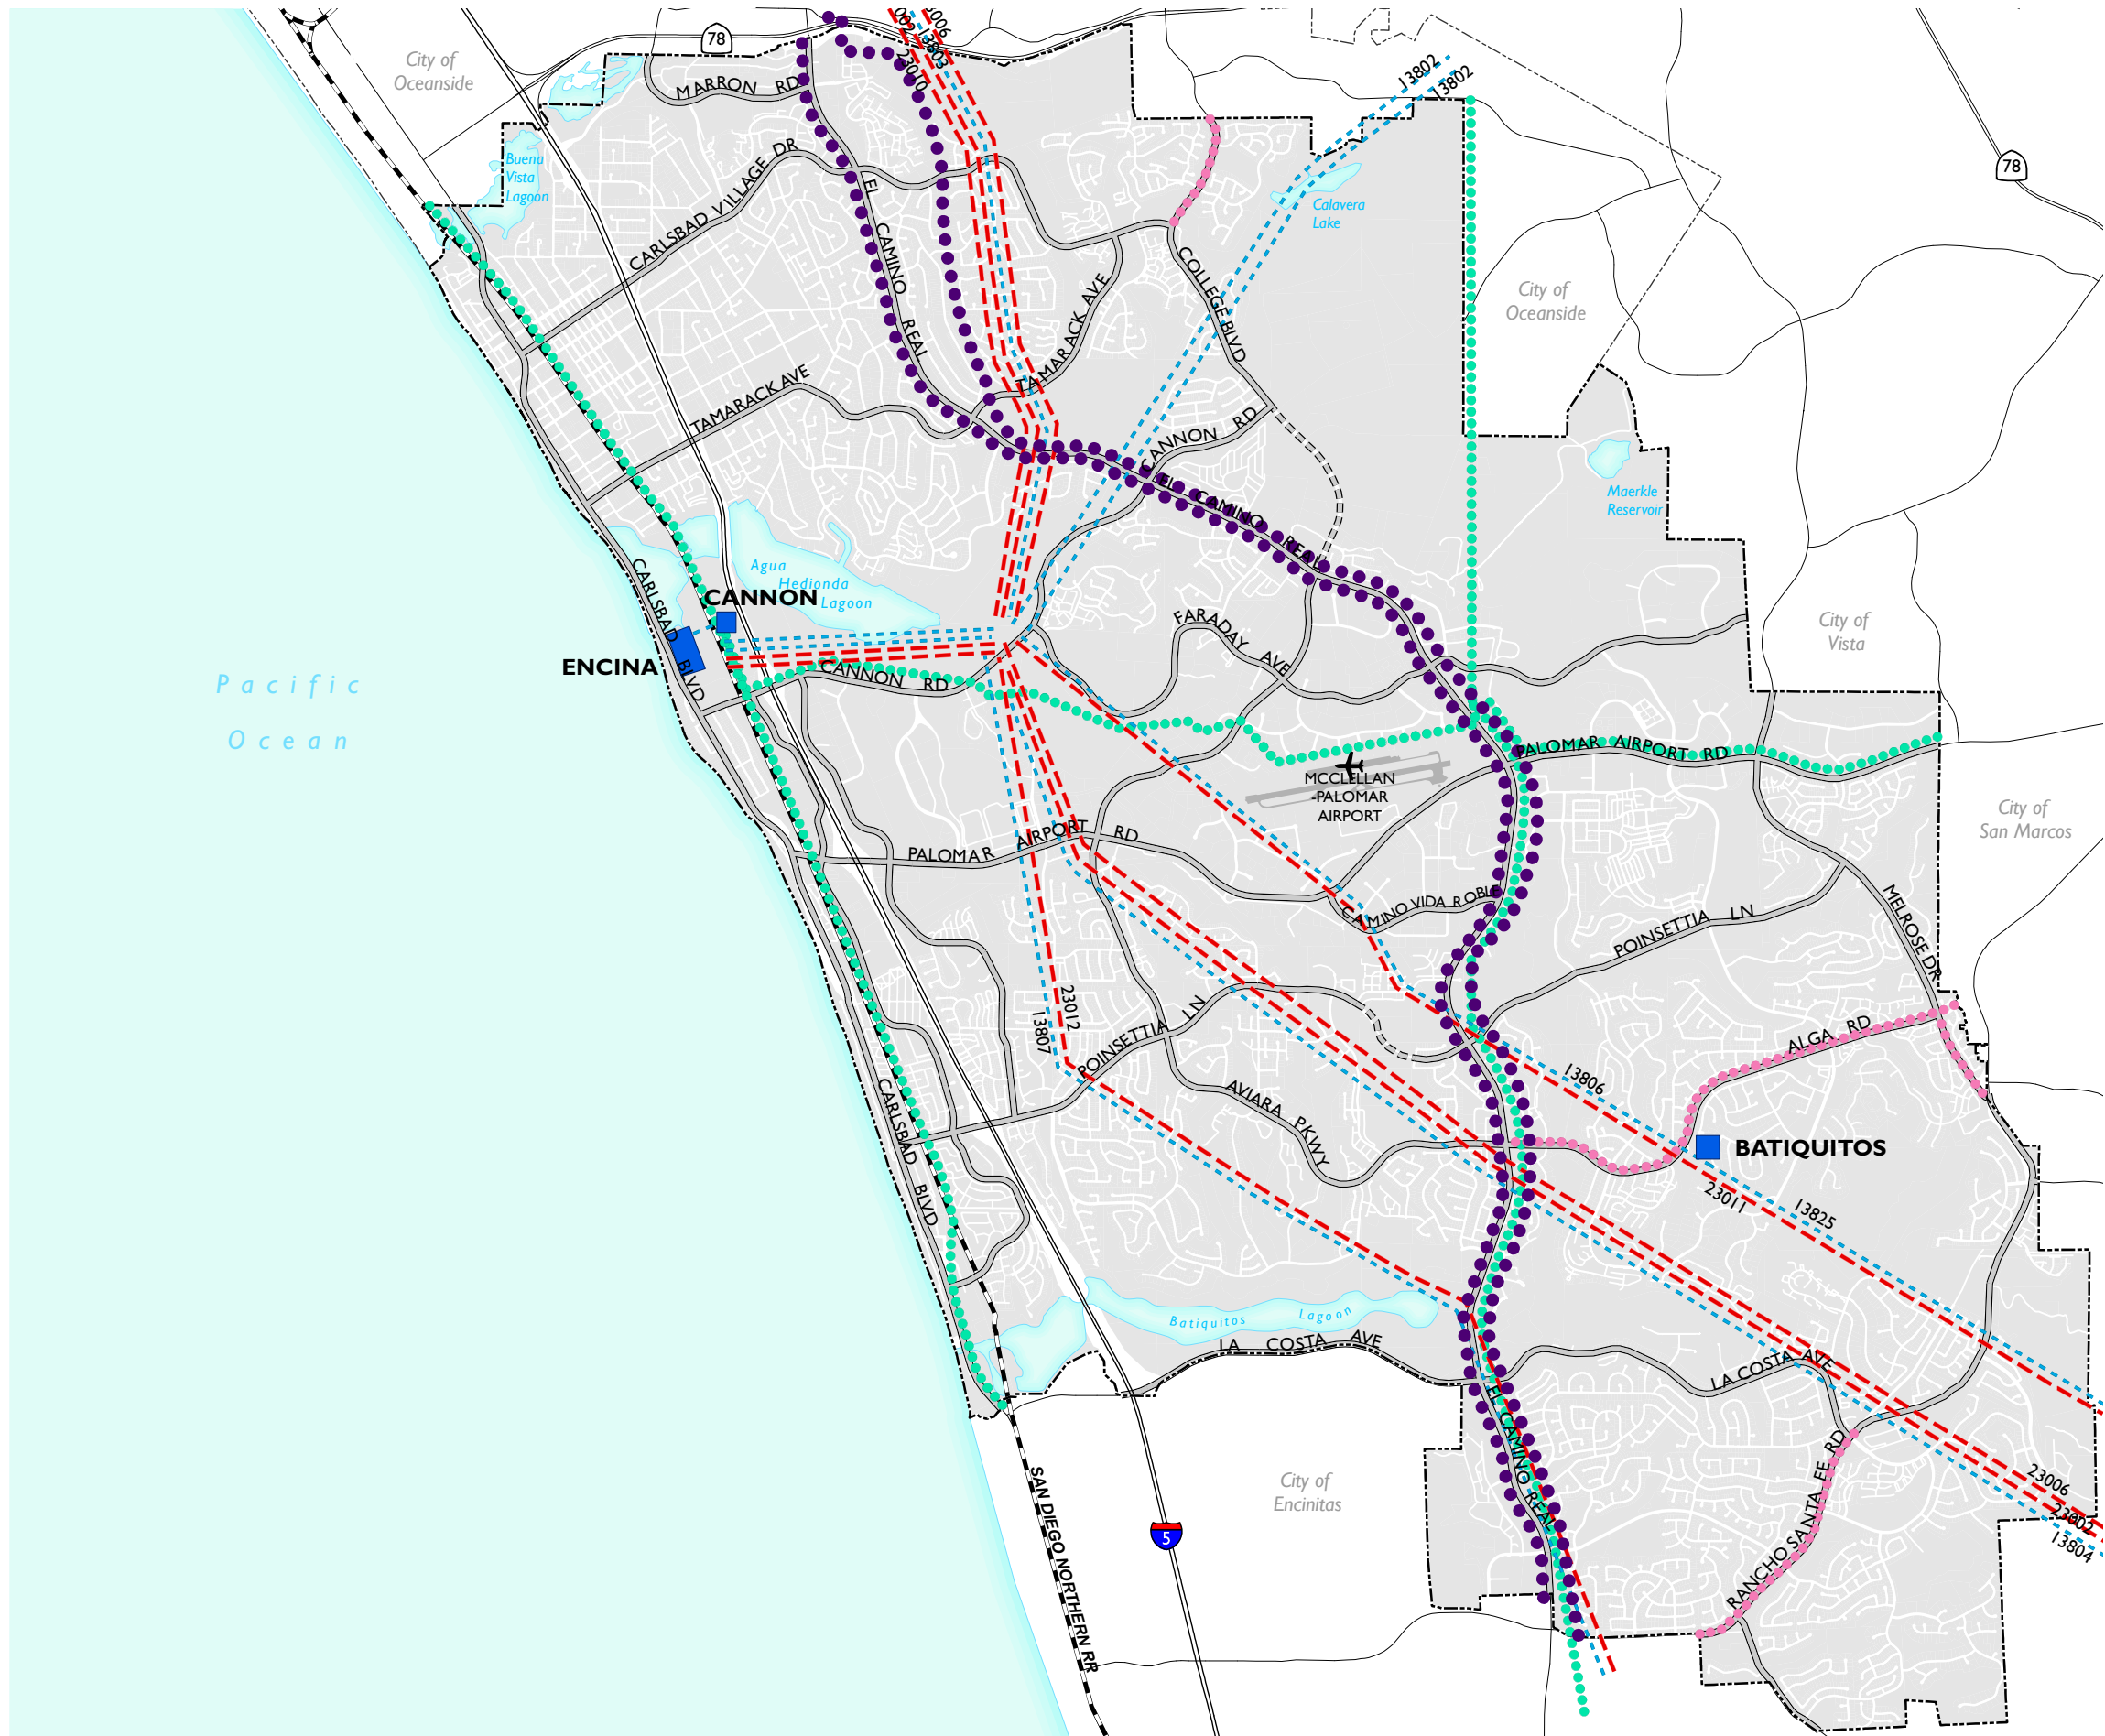 78
City of
Oceanside
MARRON RD
23002
13803
23006
23010
13802
13802
78
Buena
Vista
Lagoon
CARLSBAD VILLAGE DR
EL CAMINO REAL
Calavera
Lake
COLLEGE BLVD
City of
Oceanside
TAMARACK AVE
TAMARACK AVE
CANNON RD
EL CAMINO REAL
Maerkle
Reservoir
Agua
Hedionda
Lagoon
CARLSBAD BLVD
CANNON
ENCINA
FARADAY AVE
City of
Vista
Pacific
Ocean
CANNON RD
PALOMAR AIRPORT RD
MCCLELLAN
-PALOMAR
AIRPORT
City of
San Marcos
PALOMAR AIRPORT RD
CAMINO VIDA ROBLE
POINSETTIA LN
MELROSE DR
23012
13807
POINSETTIA LN
ALGA RD
13806
AVIARA PKWY
CARLSBAD BLVD
BATIQUITOS
23011
13825
Batiquitos Lagoon
LA COSTA AVE
LA COSTA AVE
EL CAMINO REAL
City of
Encinitas
SAN DIEGO NORTHERN RR
5
RANCHO SANTA FE RD
23006
23002
13804